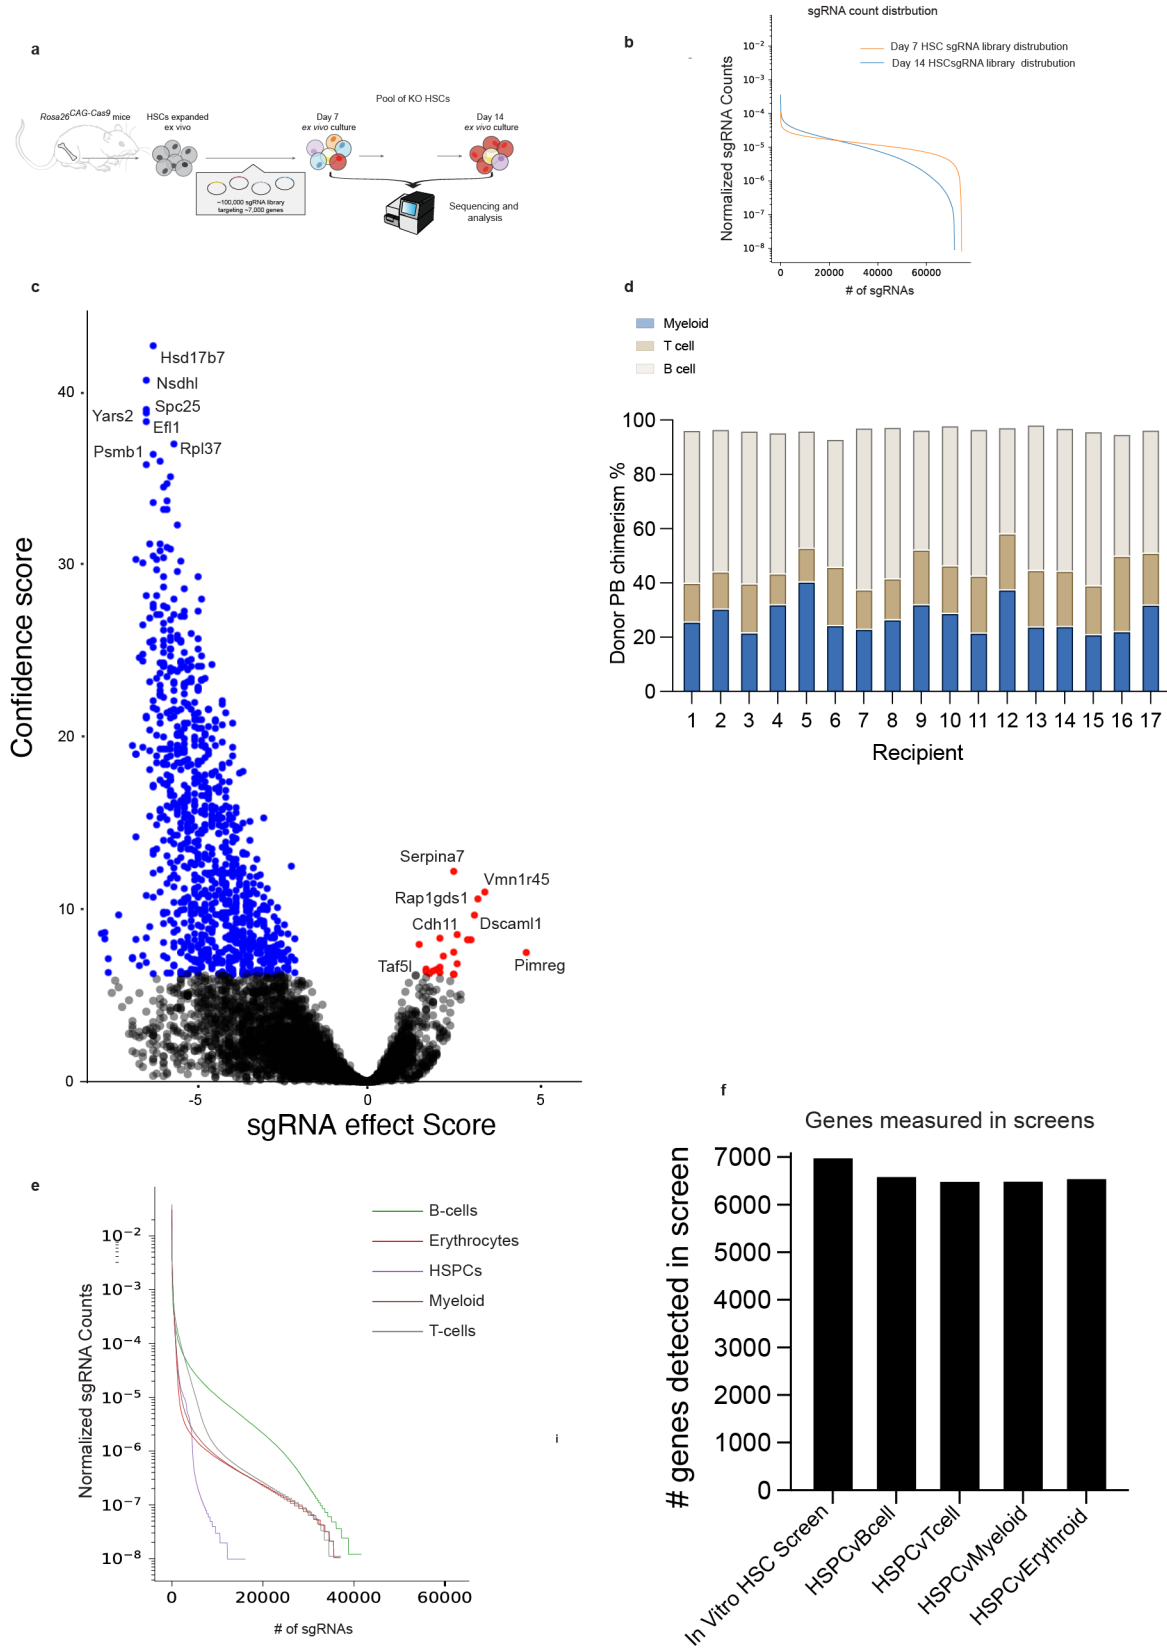 a
Rosa26CAG-Cas9 mice
HSCs expanded
ex vivo
Day 7
ex vivo culture
Pool of KO HSCs
Day 14
ex vivo culture
~100,000 sgRNA library
targeting ~7,000 genes
Sequencing and
analysis
b
sgRNA count distrbution
Day 7 HSC sgRNA library distrubution
Day 14 HSCsgRNA library distrubution
Normalized sgRNA Counts
10−2
10−3
10−4
10−5
10−6
10−7
10−8
0 20000 40000 60000
# of sgRNAs
c
Confidence score
40
30
20
10
0
-5 0 5
sgRNA effect Score
Hsd17b7
Nsdhl
Spc25
Yars2
Efl1
Psmb1
Rpl37
Serpina7
Vmn1r45
Rap1gds1
Cdh11
Dscaml1
Taf5l
Pimreg
d
Myeloid
T cell
B cell
Donor PB chimerism %
100
80
60
40
20
0
1 2 3 4 5 6 7 8 9 10 11 12 13 14 15 16 17
Recipient
e
B-cells
Erythrocytes
HSPCs
Myeloid
T-cells
Normalized sgRNA Counts
10−2
10−3
10−4
10−5
10−6
10−7
10−8
0 20000 40000 60000
# of sgRNAs
i
f
Genes measured in screens
# genes detected in screen
7000
6000
5000
4000
3000
2000
1000
0
In Vitro HSC Screen
HSPCvBcell
HSPCvTcell
HSPCvMyeloid
HSPCvErythroid